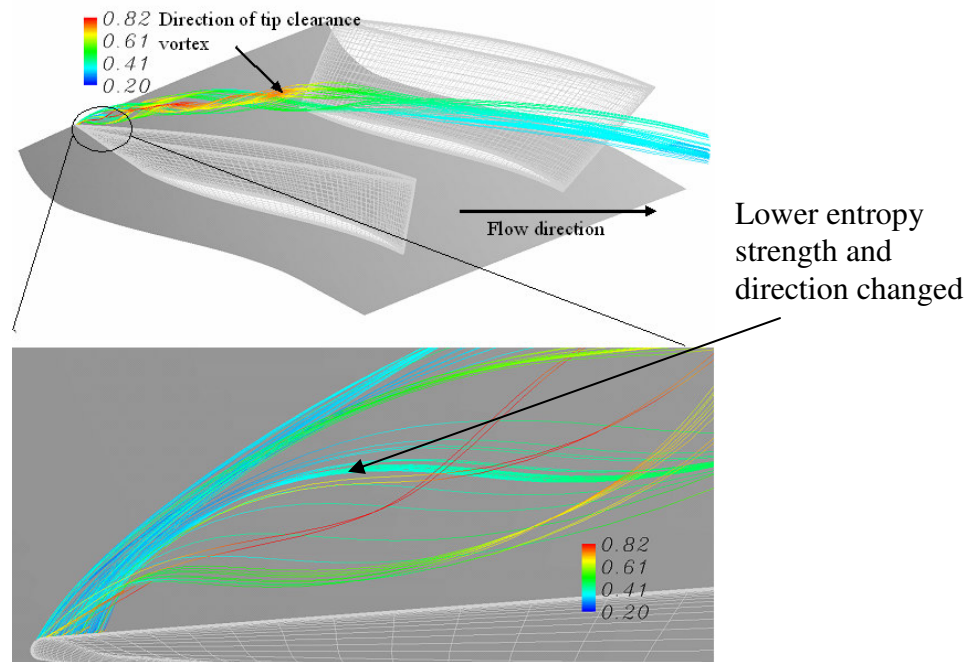 0.82
0.61
0.41
0.20
Direction of tip clearance
vortex
Flow direction
Lower entropy
strength and
direction changed
0.82
0.61
0.41
0.20